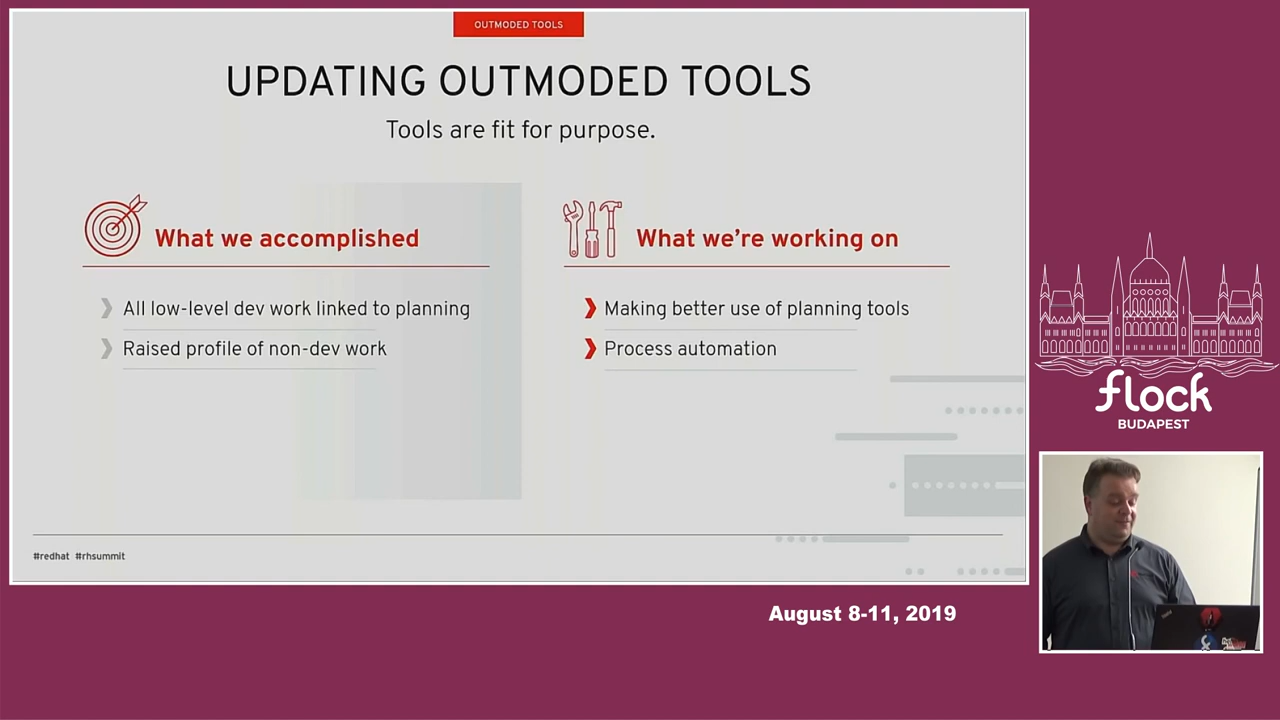 OUTMODED TOOLS
UPDATING OUTMODED TOOLS
Tools are fit for purpose.
What we accomplished
All low-level dev work linked to planning
Raised profile of non-dev work
What we're working on
Making better use of planning tools
Process automation
#redhat #rhsummit
flock
BUDAPEST
August 8-11, 2019